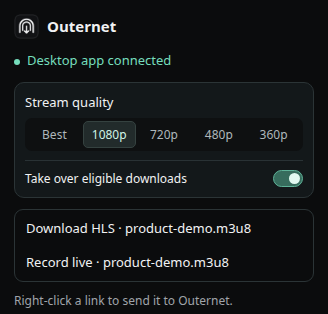 Outernet
Desktop app connected
Stream quality
Best 1080p 720p 480p 360p
Take over eligible downloads
Download HLS · product-demo.m3u8
Record live · product-demo.m3u8
Right-click a link to send it to Outernet.